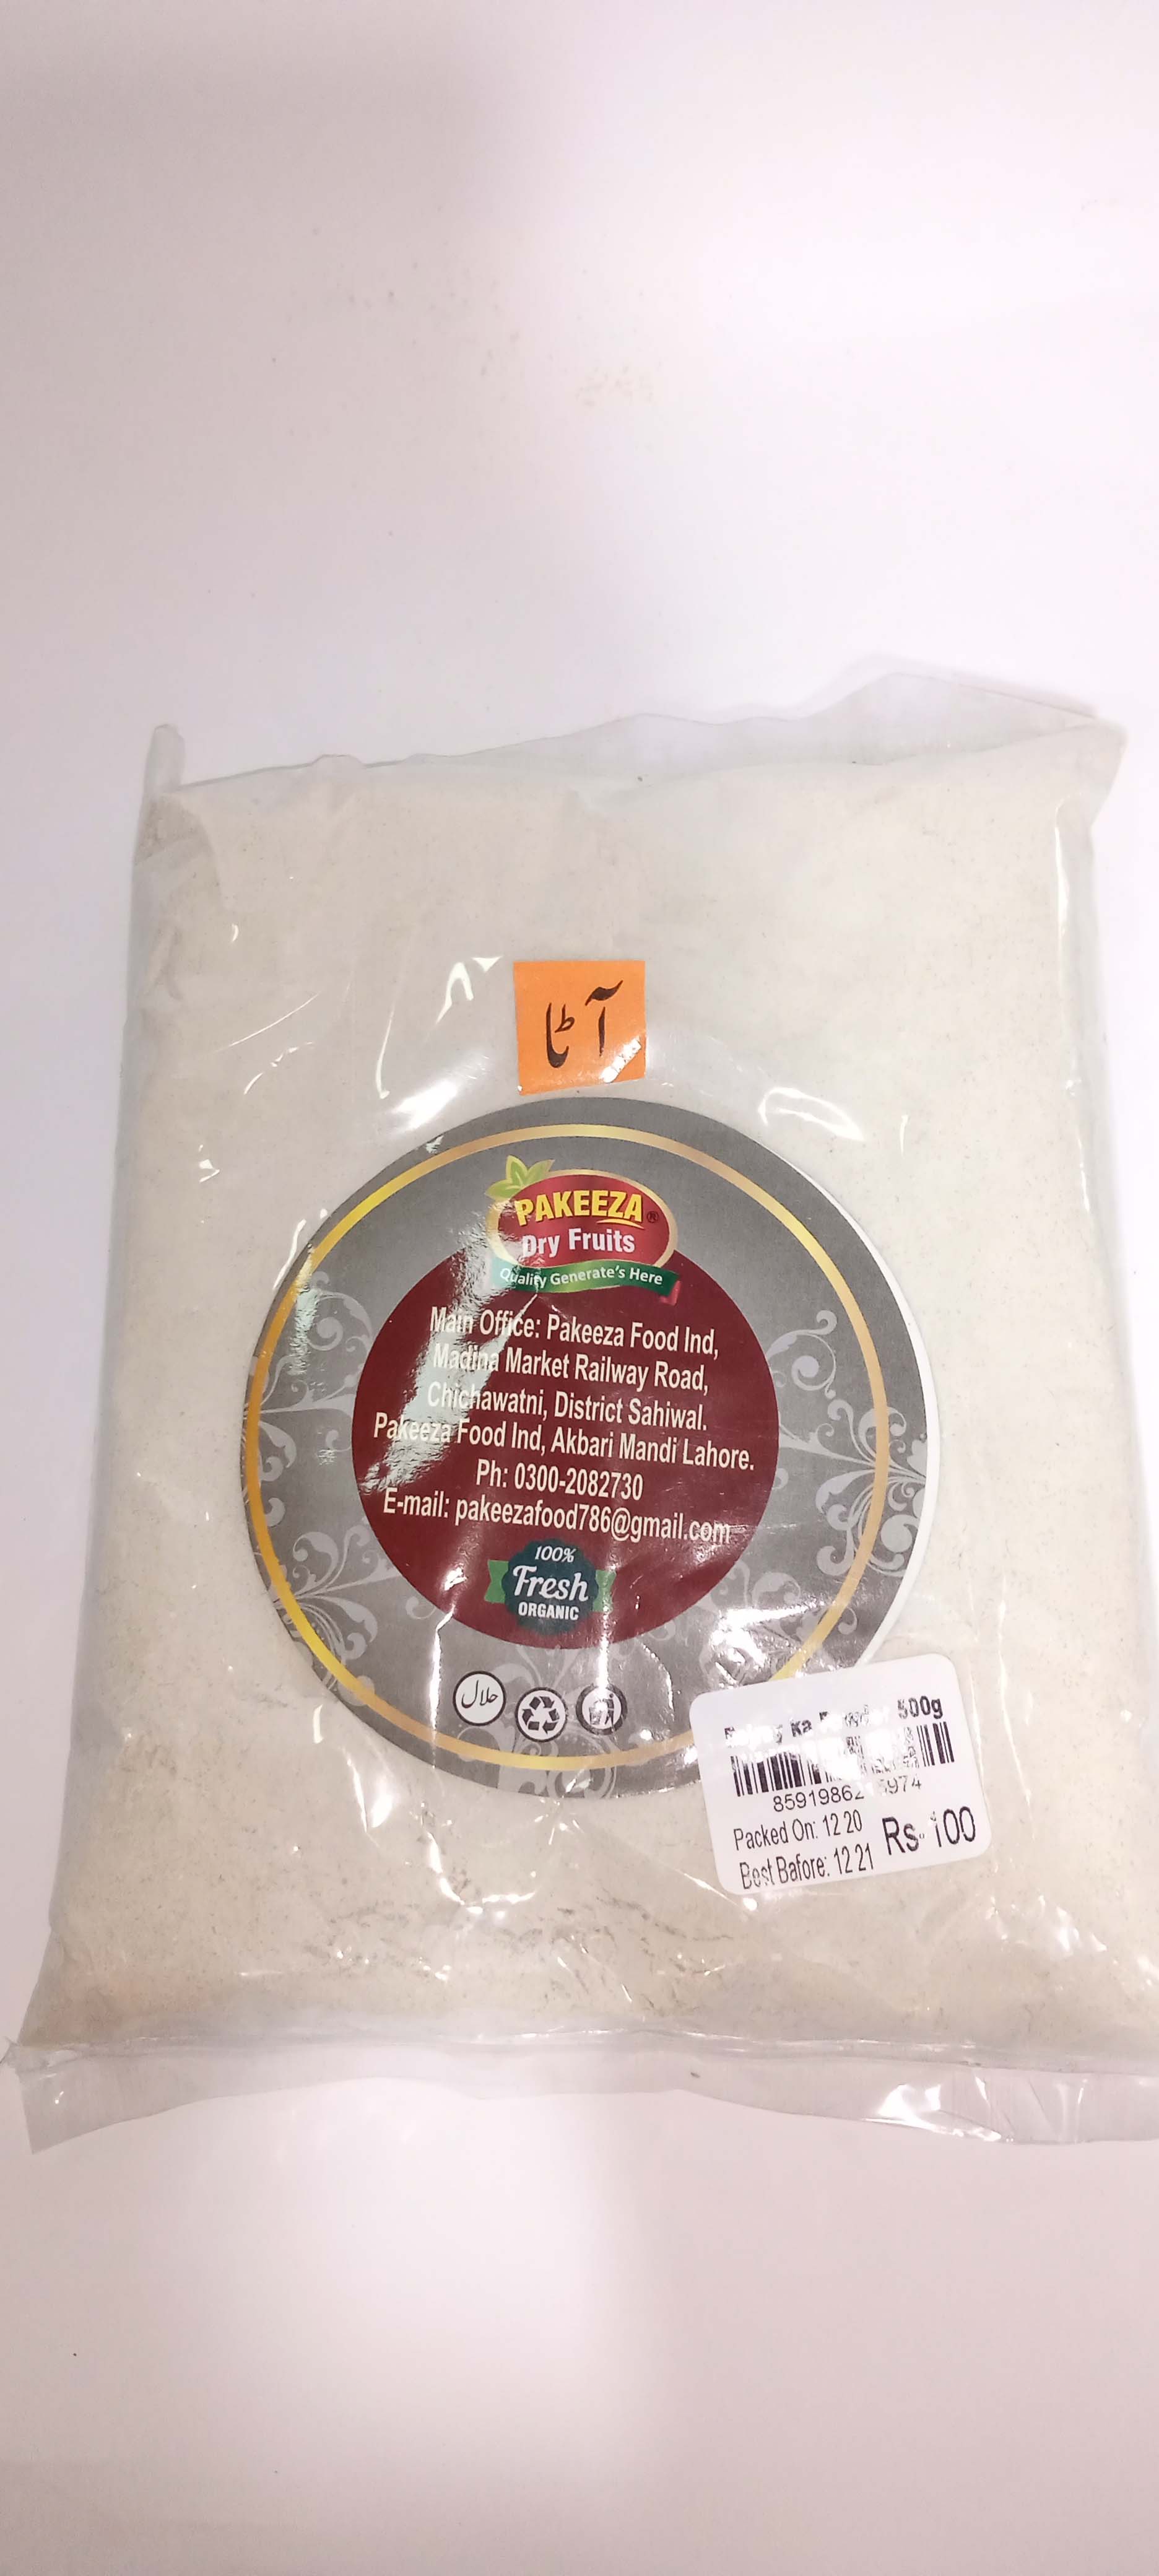 آٹا
PAKEEZA®
Dry Fruits
Quality Generate's Here
Main Office: Pakeeza Food Ind,
Madina Market Railway Road,
Chichawatni, District Sahiwal.
Pakeeza Food Ind, Akbari Mandi Lahore.
Ph: 0300-2082730
E-mail: pakeezafood786@gmail.com
100%
Fresh
ORGANIC
حلال
ka 500g
Packed On: 12 20
Best Bafore: 12 21
Rs. 100